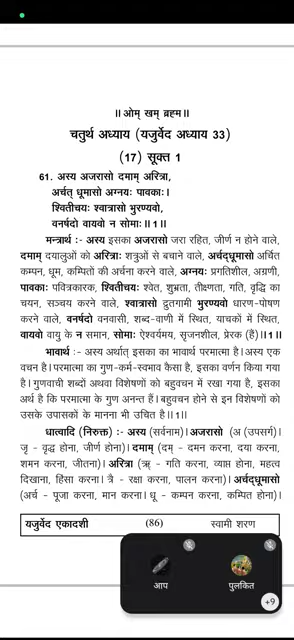 ॥ ओम् खम् ब्रह्म ॥
चतुर्थ अध्याय (यजुर्वेद अध्याय 33)
(17) सूक्त 1
61. अस्य अजरासो दमाम् अरित्रा,
अर्चत् धूमासो अग्नयः पावकाः।
श्वितीचयः श्वात्रासो भुरण्यवो,
वनर्षदो वायवो न सोमाः॥1॥
मन्त्रार्थ :- अस्य इसका अजरासो जरा रहित, जीर्ण न होने वाले,
दमाम् दयालुओं को अरित्राः शत्रुओं से बचाने वाले, अर्चद्धूमासो अर्चित
कम्पन, धूम, कम्पितों की अर्चना करने वाले, अग्नयः प्रगतिशील, अग्रणी,
पावकाः पवित्रकारक, श्वितीचयः श्वेत, शुभ्रता, तीक्ष्णता, गति, वृद्धि का
चयन, सञ्चय करने वाले, श्वात्रासो द्रुतगामी भुरण्यवो धारण-पोषण
करने वाले, वनर्षदो वनवासी, शब्द-वाणी में स्थित, याचकों में स्थित,
वायवो वायु के न समान, सोमाः ऐश्वर्यमय, सृजनशील, प्रेरक (हैं)॥1॥
भावार्थ :- अस्य अर्थात् इसका का भावार्थ परमात्मा है। अस्य एक
वचन है। परमात्मा का गुण-कर्म-स्वभाव कैसा है, इसका वर्णन किया गया
है। गुणवाची शब्दों अथवा विशेषणों को बहुवचन में रखा गया है, इसका
अर्थ है कि परमात्मा के गुण अनन्त हैं। बहुवचन होने से इन विशेषणों को
उसके उपासकों के मानना भी उचित है॥1॥
धात्वादि (निरुक्त) :- अस्य (सर्वनाम)। अजरासो (अ (उपसर्ग)।
जृ - वृद्ध होना, जीर्ण होना)। दमाम् (दम् - दमन करना, दया करना,
शमन करना, जीतना)। अरित्रा (ऋ - गति करना, व्याप्त होना, महत्व
दिखाना, हिंसा करना। त्रै - रक्षा करना, पालन करना)। अर्चद्धूमासो
(अर्च - पूजा करना, मान करना। धू - कम्पन करना, कम्पित होना)।
यजुर्वेद एकादशी (86) स्वामी शरण
आप पुलकित
+9